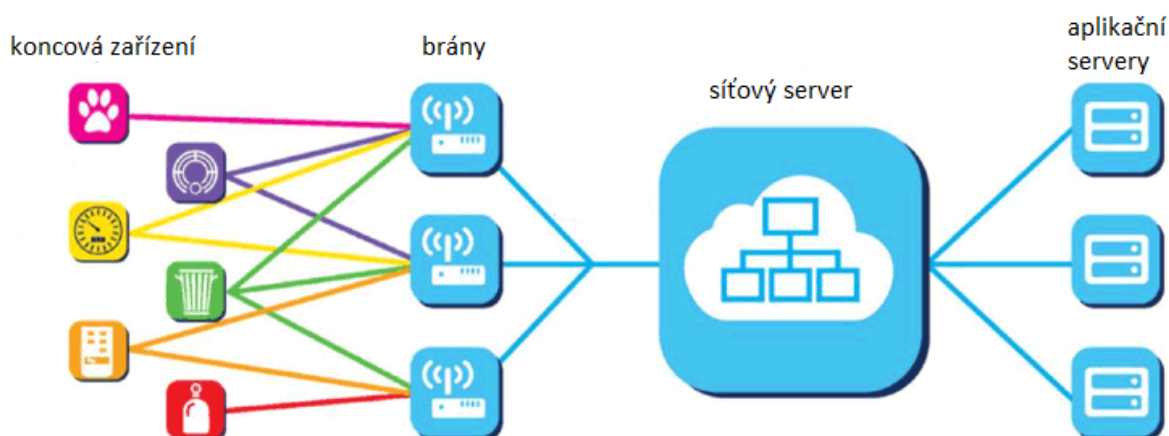 koncová zařízení
brány
síťový server
aplikační
servery